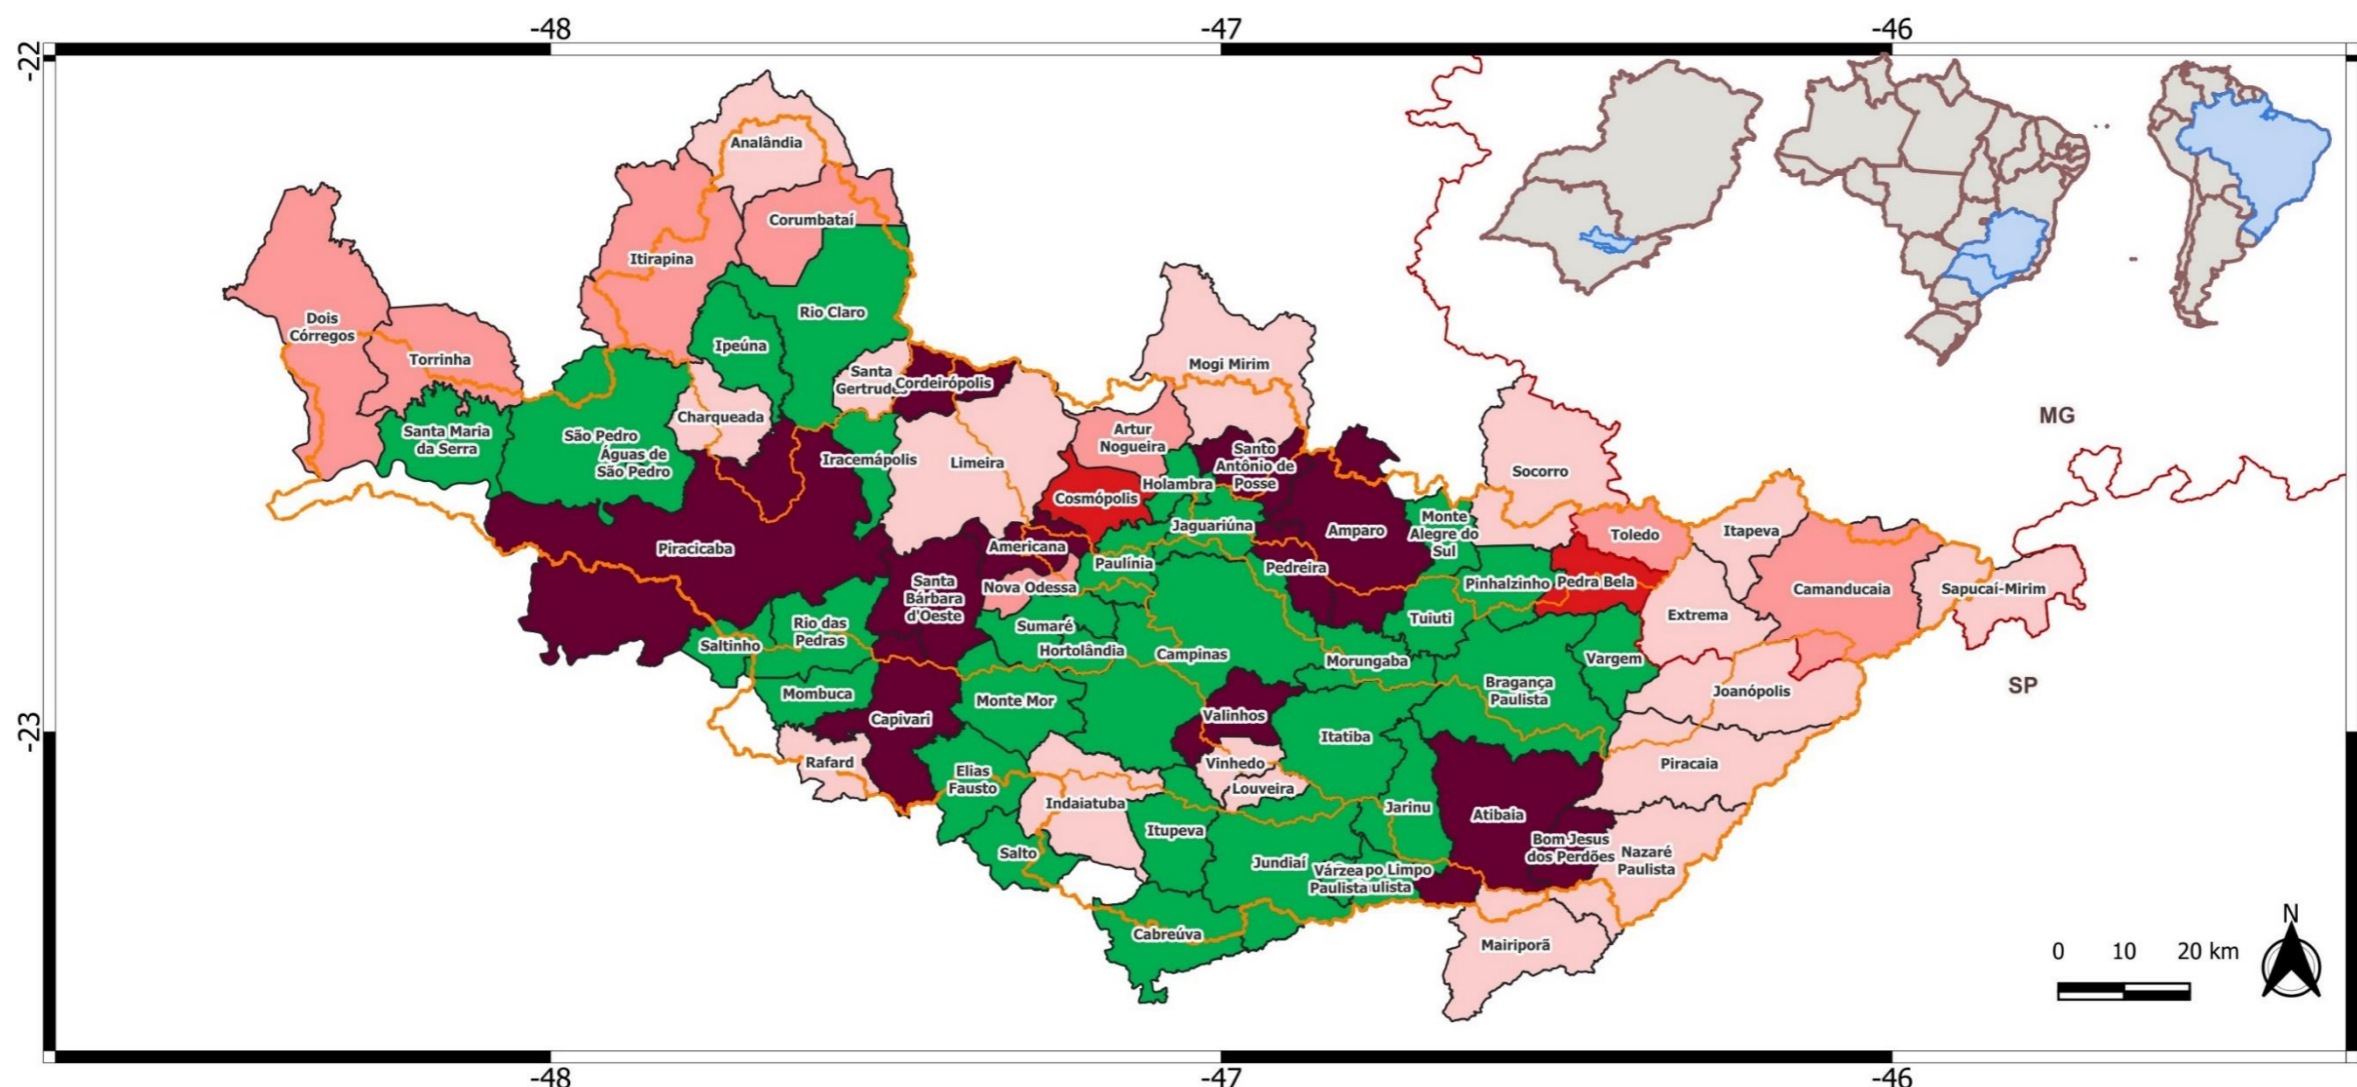 -48
-47
-46
-22
Analândia
Corumbataí
Itirapina
Dois
Córregos
Torrinha
Rio Claro
Ipeúna
Santa
Gertrudes
Cordeirópolis
Charqueada
Mogi Mirim
Santa Maria
da Serra
São Pedro
Águas de
São Pedro
Iracemápolis
Limeira
Artur
Nogueira
Santo
Antônio de
Posse
Socorro
MG
Cosmópolis
Holambra
Jaguariúna
Amparo
Monte
Alegre do
Sul
Toledo
Itapeva
Piracicaba
Americana
Paulínia
Pedreira
Pinhalzinho
Pedra Bela
Camanducaia
Sapucaí-Mirim
Santa
Bárbara
d'Oeste
Nova Odessa
Extrema
Rio das
Pedras
Sumaré
Tuiuti
Saltinho
Hortolândia
Campinas
Morungaba
Vargem
Mombuca
Monte Mor
Bragança
Paulista
Joanópolis
SP
Capivari
Valinhos
Itatiba
-23
Rafard
Elias
Fausto
Vinhedo
Louveira
Piracaia
Indaiatuba
Jarinu
Atibaia
Itupeva
Salto
Jundiaí
Bom Jesus
dos Perdões
Nazaré
Paulista
Várzea
Paulista
po Limpo
ulista
Cabreúva
Mairiporã
N
0 10 20 km
-48
-47
-46